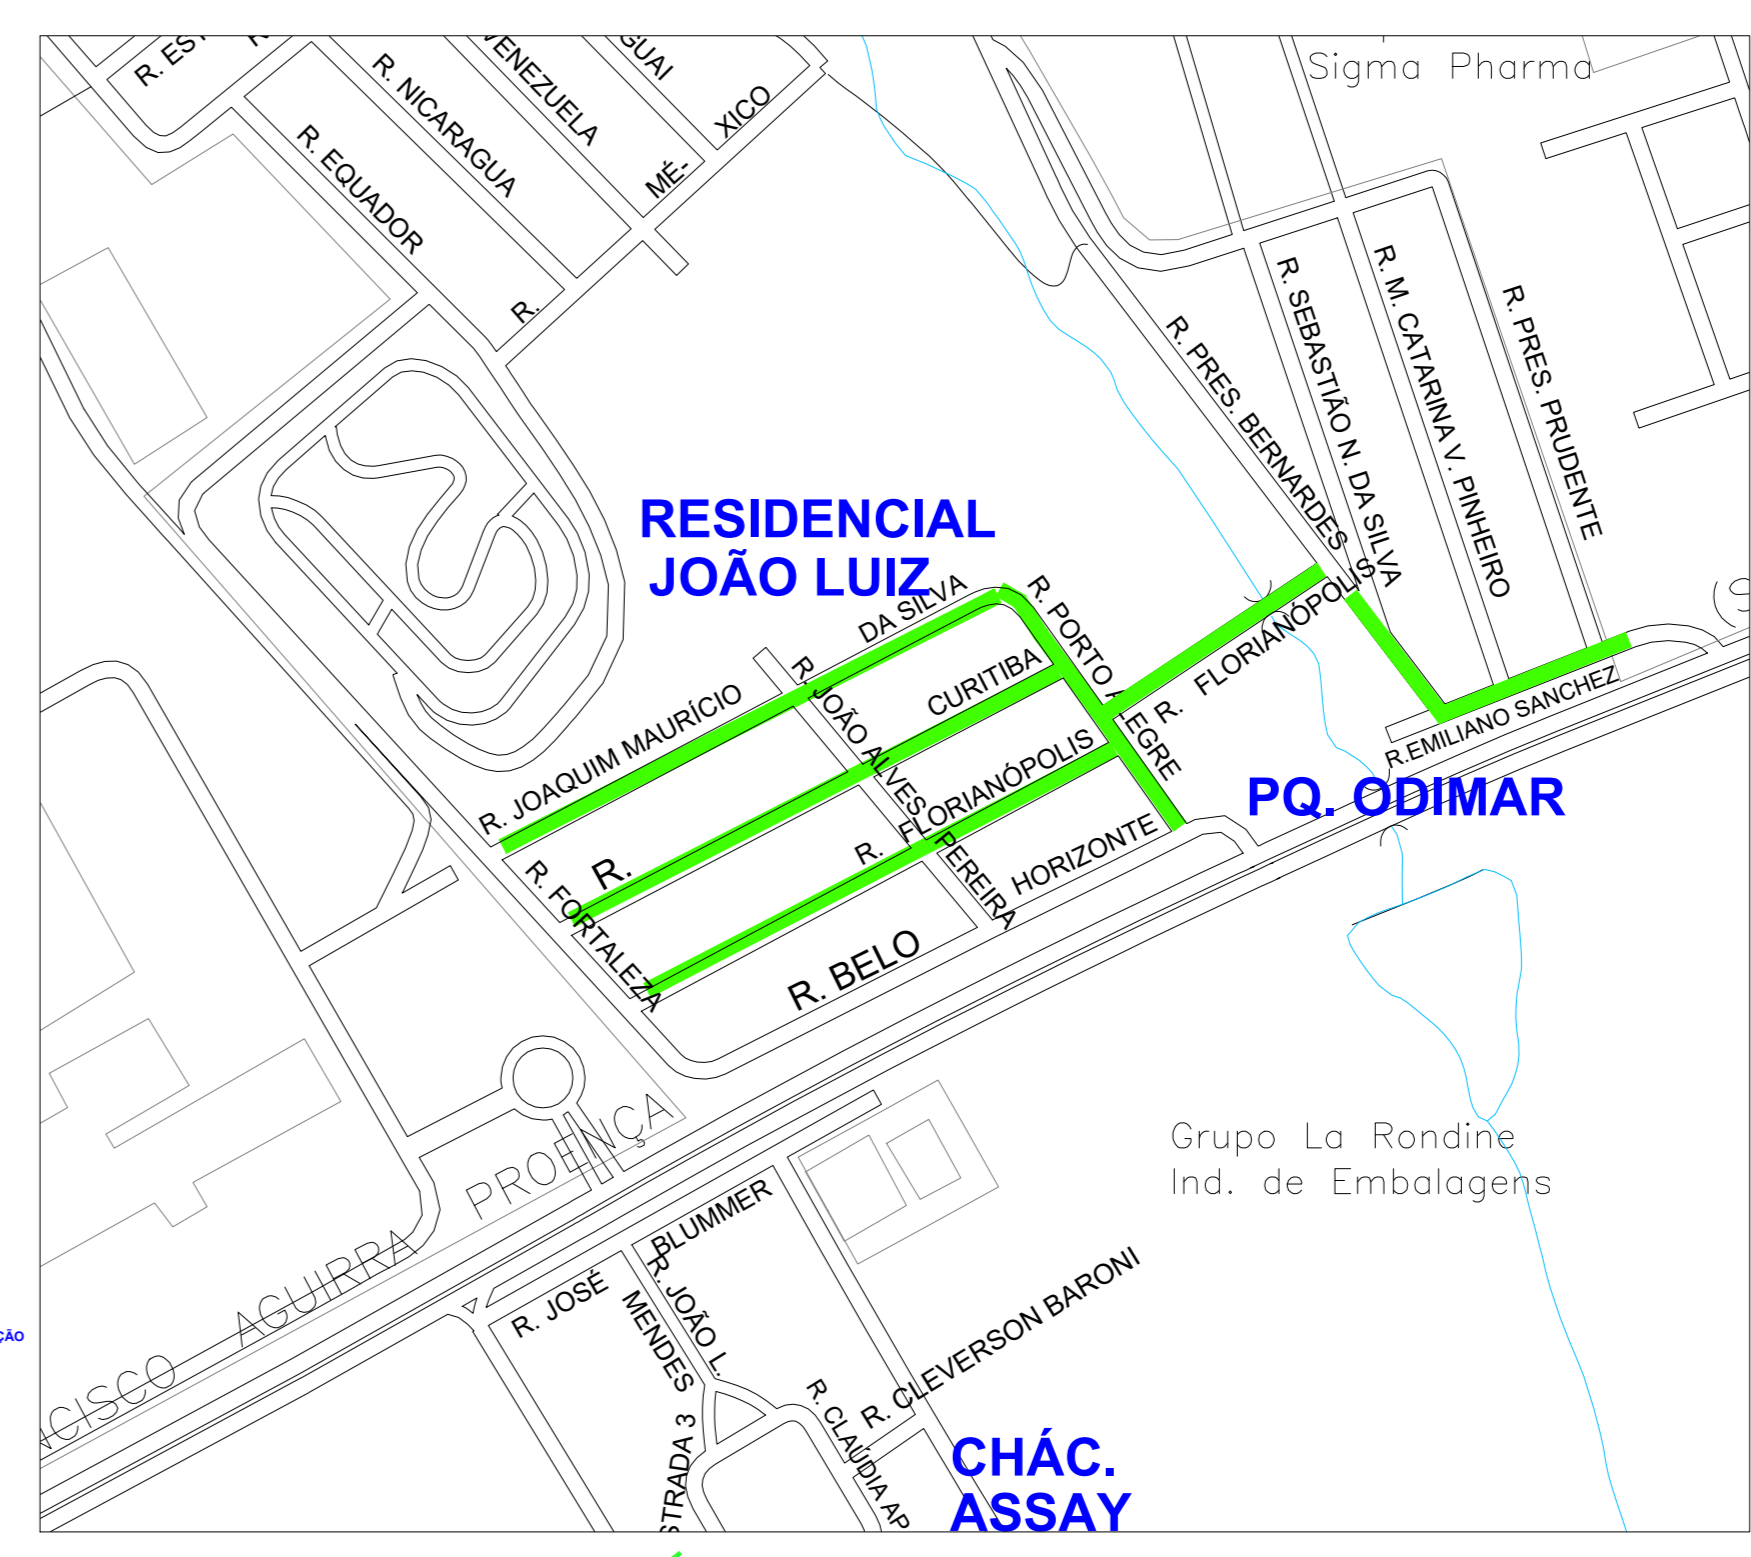 R. NICARAGUA
VENEZUELA
GUAI
Sigma Pharma
R. EQUADOR
R. MÉ-
XICO
R. SEBASTIÃO N. DA SILVA
R. M. CATARINA V. PINHEIRO
R. PRES. PRUDENTE
R. PRES. BERNARDES
RESIDENCIAL
JOÃO LUIZ
R. JOAQUIM MAURÍCIO
DA SILVA
R. PORTO ALEGRE
R. JOÃO ALVES PEREIRA
R.
CURITIBA
R. FLORIANÓPOLIS
R. FLORIANÓPOLIS
R. EMILIANO SANCHEZ
PQ. ODIMAR
R. FORTALEZA
R. BELO
HORIZONTE
Grupo La Rondine
Ind. de Embalagens
NCISCO AGUIRRA PROENÇA
R. JOSÉ
BLUMMER
R. JOÃO L.
MENDES
R. CLEVERSON BARONI
R. CLAÚDIA AP
STRADA 3
CHÁC.
ASSAY
ÇÃO